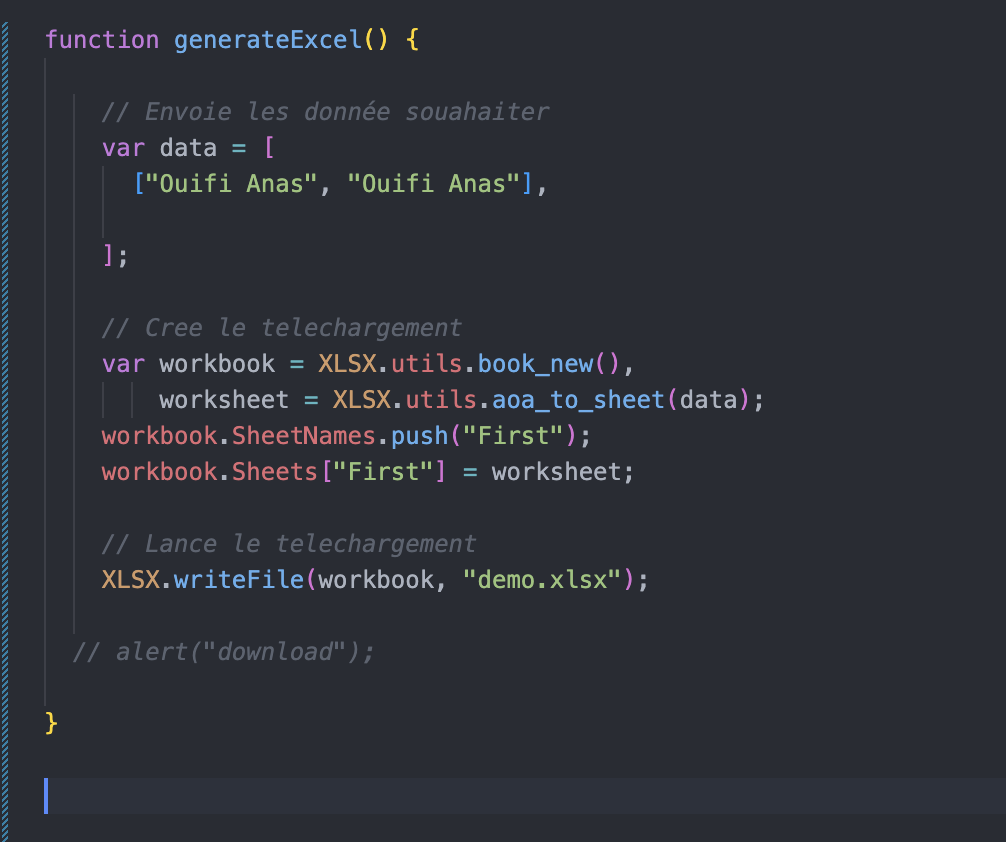 function generateExcel() {
// Envoie les donnée souahaiter
var data = [
["Ouifi Anas", "Ouifi Anas"],
];
// Cree le telechargement
var workbook = XLSX.utils.book_new(),
worksheet = XLSX.utils.aoa_to_sheet(data);
workbook.SheetNames.push("First");
workbook.Sheets["First"] = worksheet;
// Lance le telechargement
XLSX.writeFile(workbook, "demo.xlsx");
// alert("download");
}